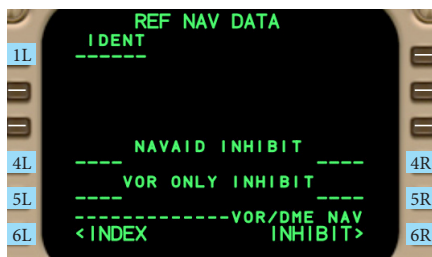 REF NAV DATA
IDENT
1L ------
NAVAID INHIBIT
4L ---- ---- 4R
VOR ONLY INHIBIT
5L ---- ---- 5R
-------------VOR/DME NAV
6L <INDEX INHIBIT> 6R